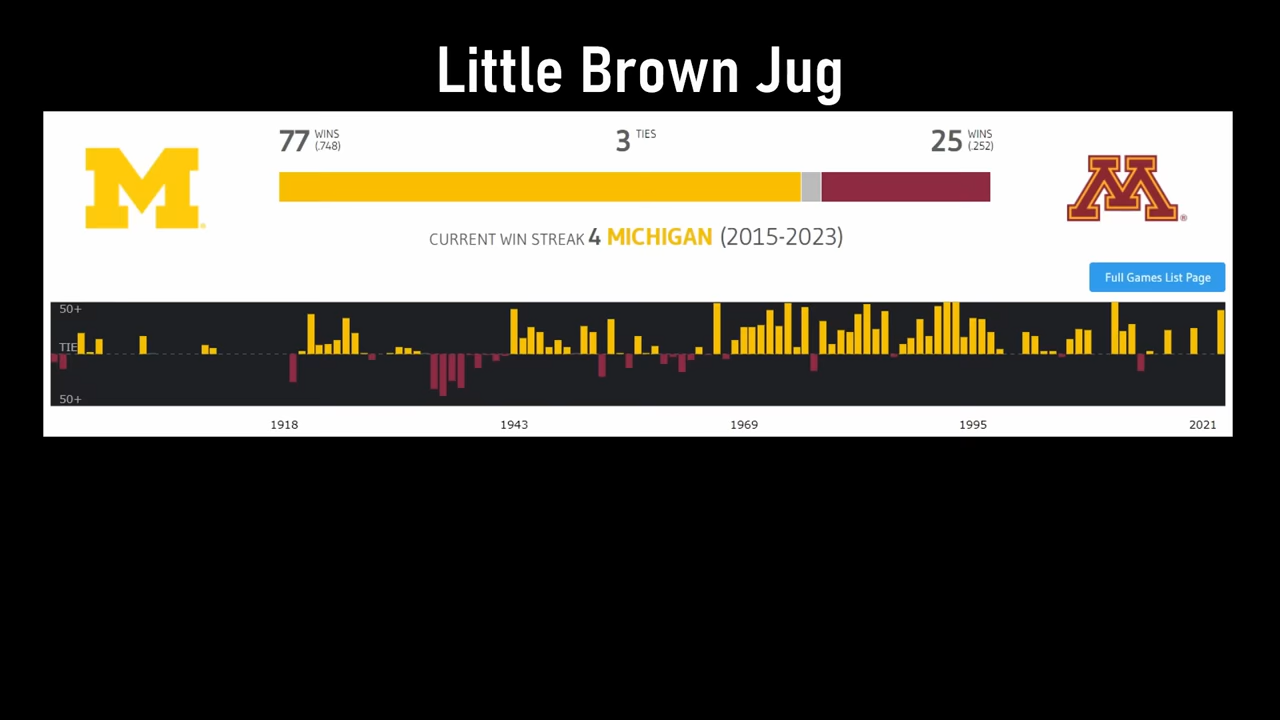 Little Brown Jug
77 WINS (.748)
3 TIES
25 WINS (.252)
M
M
®
CURRENT WIN STREAK 4 MICHIGAN (2015-2023)
Full Games List Page
50+
TIE
50+
1918 1943 1969 1995 2021